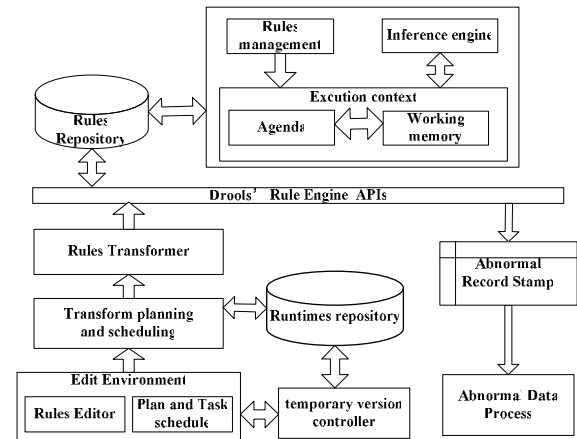 Rules
management
Inference engine
Rules
Repository
Excution context
Agenda
Working
memory
Drools' Rule Engine APIs
Rules Transformer
Abnormal
Record Stamp
Transform planning
and scheduling
Runtimes repository
Edit Environment
Rules Editor
Plan and Task
schedule
temporary version
controller
Abnormal Data
Process